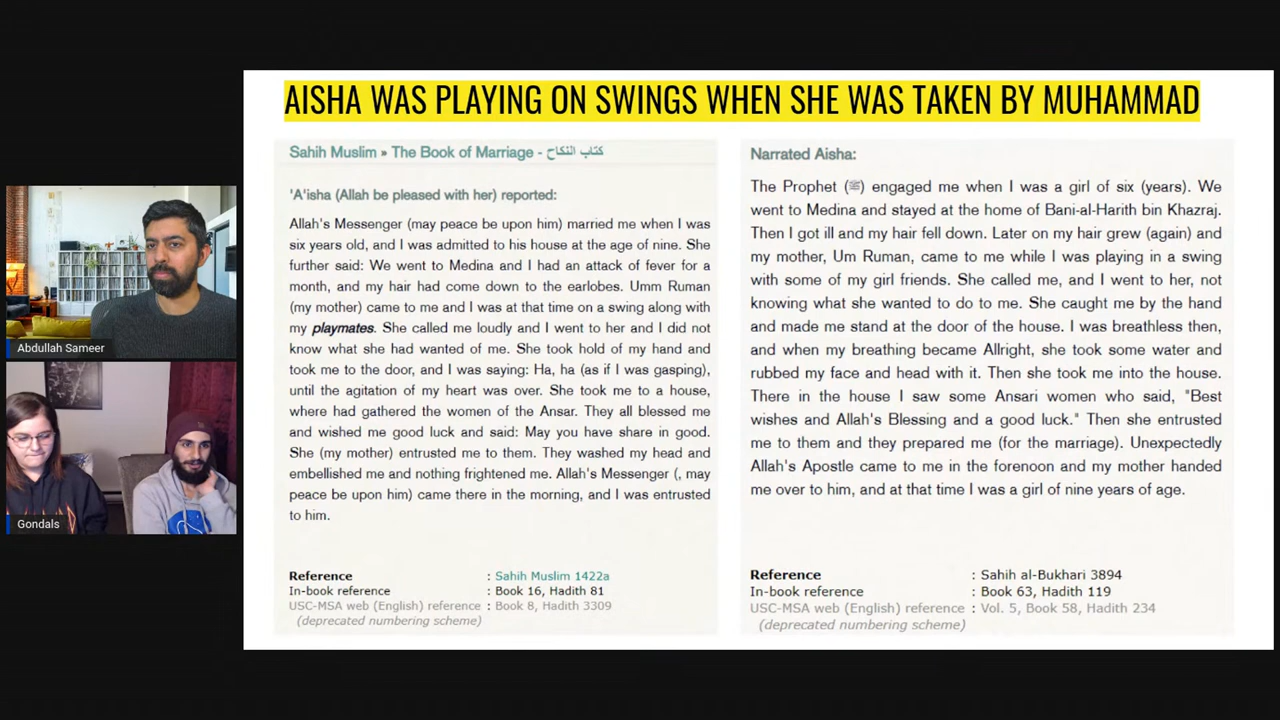 AISHA WAS PLAYING ON SWINGS WHEN SHE WAS TAKEN BY MUHAMMAD
Sahih Muslim » The Book of Marriage - كتاب النكاح
'A'isha (Allah be pleased with her) reported:
Allah's Messenger (may peace be upon him) married me when I was
six years old, and I was admitted to his house at the age of nine. She
further said: We went to Medina and I had an attack of fever for a
month, and my hair had come down to the earlobes. Umm Ruman
(my mother) came to me and I was at that time on a swing along with
my playmates. She called me loudly and I went to her and I did not
know what she had wanted of me. She took hold of my hand and
took me to the door, and I was saying: Ha, ha (as if I was gasping),
until the agitation of my heart was over. She took me to a house,
where had gathered the women of the Ansar. They all blessed me
and wished me good luck and said: May you have share in good.
She (my mother) entrusted me to them. They washed my head and
embellished me and nothing frightened me. Allah's Messenger (, may
peace be upon him) came there in the morning, and I was entrusted
to him.
Reference : Sahih Muslim 1422a
In-book reference : Book 16, Hadith 81
USC-MSA web (English) reference : Book 8, Hadith 3309
(deprecated numbering scheme)
Narrated Aisha:
The Prophet (ﷺ) engaged me when I was a girl of six (years). We
went to Medina and stayed at the home of Bani-al-Harith bin Khazraj.
Then I got ill and my hair fell down. Later on my hair grew (again) and
my mother, Um Ruman, came to me while I was playing in a swing
with some of my girl friends. She called me, and I went to her, not
knowing what she wanted to do to me. She caught me by the hand
and made me stand at the door of the house. I was breathless then,
and when my breathing became Allright, she took some water and
rubbed my face and head with it. Then she took me into the house.
There in the house I saw some Ansari women who said, "Best
wishes and Allah's Blessing and a good luck." Then she entrusted
me to them and they prepared me (for the marriage). Unexpectedly
Allah's Apostle came to me in the forenoon and my mother handed
me over to him, and at that time I was a girl of nine years of age.
Reference : Sahih al-Bukhari 3894
In-book reference : Book 63, Hadith 119
USC-MSA web (English) reference : Vol. 5, Book 58, Hadith 234
(deprecated numbering scheme)
Abdullah Sameer
Gondals